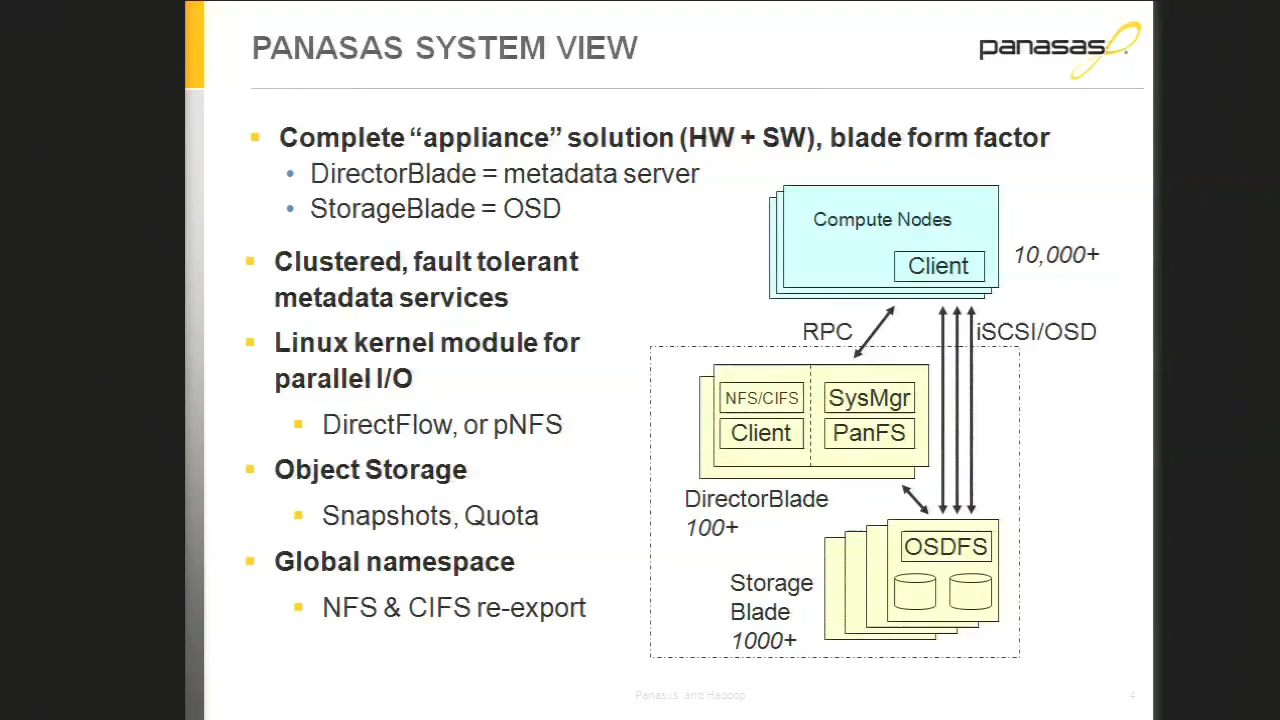 PANASAS SYSTEM VIEW
panasas
Complete “appliance” solution (HW + SW), blade form factor
DirectorBlade = metadata server
StorageBlade = OSD
Clustered, fault tolerant
metadata services
Linux kernel module for
parallel I/O
DirectFlow, or pNFS
Object Storage
Snapshots, Quota
Global namespace
NFS & CIFS re-export
Compute Nodes
Client
10,000+
RPC
iSCSI/OSD
NFS/CIFS
SysMgr
Client
PanFS
DirectorBlade
100+
OSDFS
Storage
Blade
1000+
Panasas and Hadoop
4